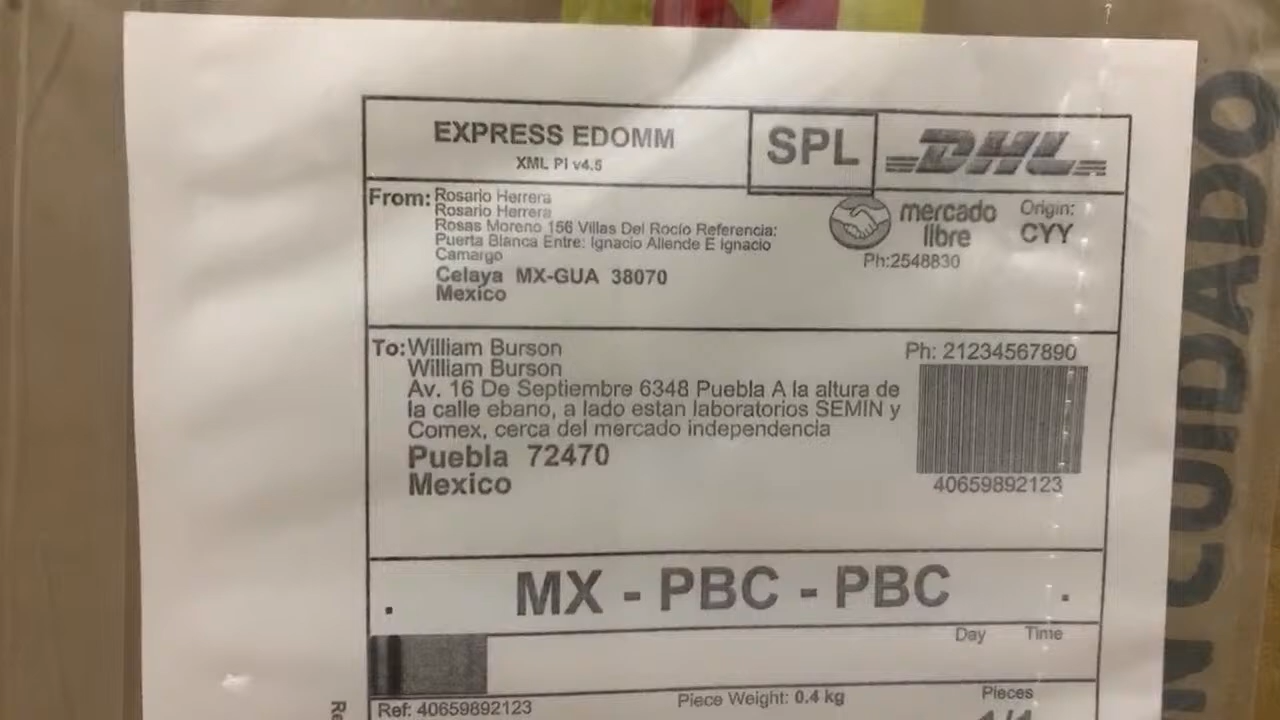 EXPRESS EDOMM
XML PI v4.5
SPL
DHL
From: Rosario Herrera
Rosario Herrera
Rosas Moreno 156 Villas Del Rocío Referencia:
Puerta Blanca Entre: Ignacio Allende E Ignacio
Camargo
Celaya MX-GUA 38070
Mexico
mercado
libre
Ph:2548830
Origin:
CYY
To: William Burson
William Burson
Av. 16 De Septiembre 6348 Puebla A la altura de
la calle ebano, a lado estan laboratorios SEMIN y
Comex, cerca del mercado independencia
Puebla 72470
Mexico
Ph: 21234567890
40659892123
MX - PBC - PBC
Day Time
Ref: 40659892123
Piece Weight: 0.4 kg
Pieces
1/1
CUIDADO